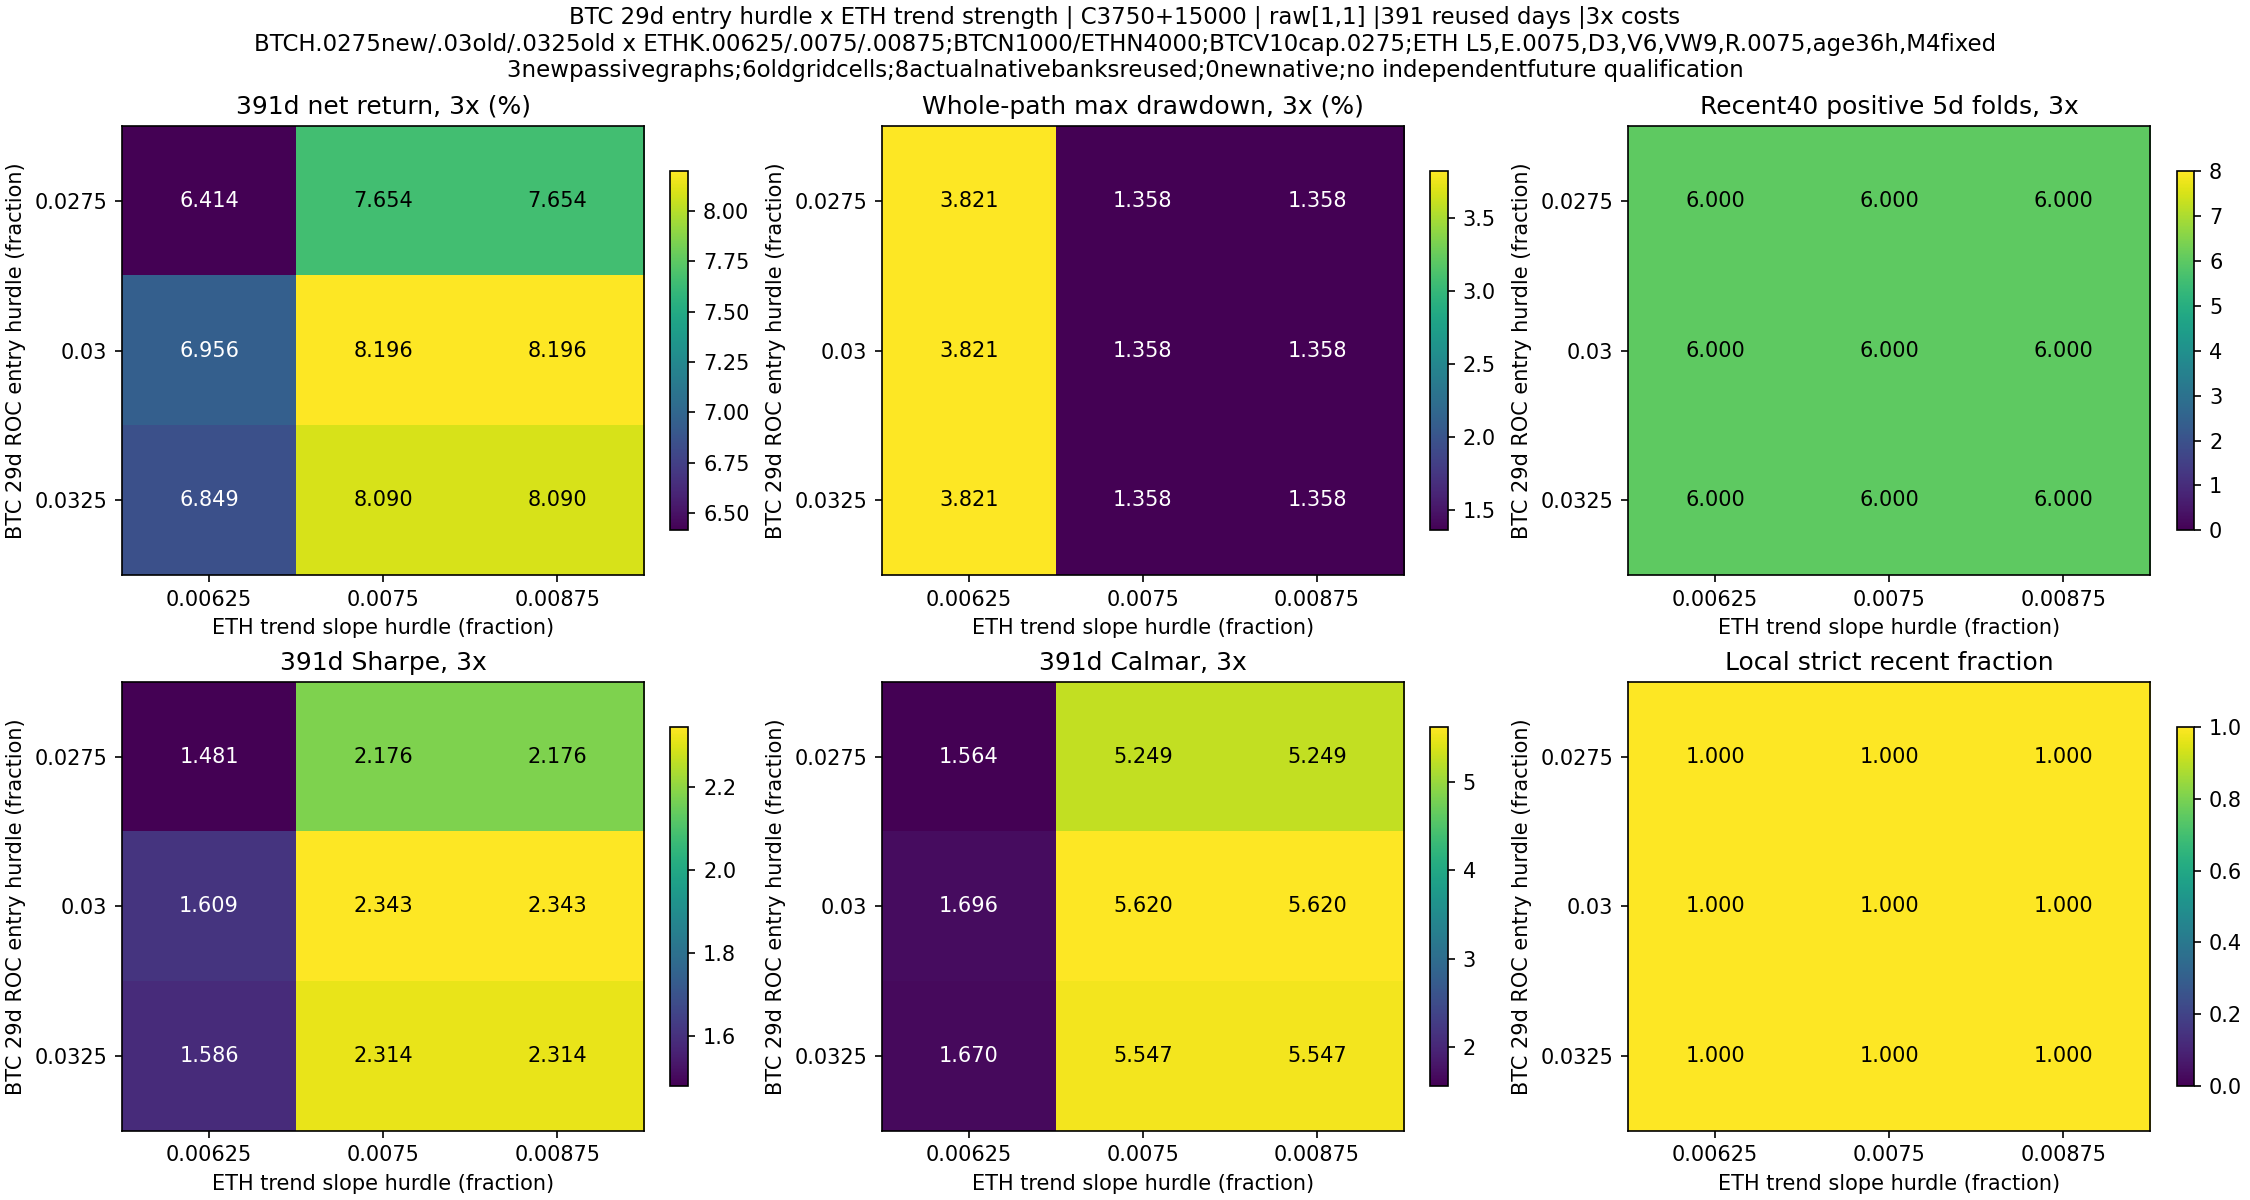 BTC 29d entry hurdle x ETH trend strength | C3750+15000 | raw[1,1] |391 reused days |3x costs
BTCH.0275new/.03old/.0325old x ETHK.00625/.0075/.00875;BTCN1000/ETHN4000;BTCV10cap.0275;ETH L5,E.0075,D3,V6,VW9,R.0075,age36h,M4fixed
3newpassivegraphs;6oldgridcells;8actualnativebanksreused;0newnative;no independentfuture qualification
391d net return, 3x (%)
BTC 29d ROC entry hurdle (fraction)
0.0275
0.03
0.0325
6.414 7.654 7.654
6.956 8.196 8.196
6.849 8.090 8.090
0.00625 0.0075 0.00875
ETH trend slope hurdle (fraction)
8.00
7.75
7.50
7.25
7.00
6.75
6.50
Whole-path max drawdown, 3x (%)
BTC 29d ROC entry hurdle (fraction)
0.0275
0.03
0.0325
3.821 1.358 1.358
3.821 1.358 1.358
3.821 1.358 1.358
0.00625 0.0075 0.00875
ETH trend slope hurdle (fraction)
3.5
3.0
2.5
2.0
1.5
Recent40 positive 5d folds, 3x
BTC 29d ROC entry hurdle (fraction)
0.0275
0.03
0.0325
6.000 6.000 6.000
6.000 6.000 6.000
6.000 6.000 6.000
0.00625 0.0075 0.00875
ETH trend slope hurdle (fraction)
8
7
6
5
4
3
2
1
0
391d Sharpe, 3x
BTC 29d ROC entry hurdle (fraction)
0.0275
0.03
0.0325
1.481 2.176 2.176
1.609 2.343 2.343
1.586 2.314 2.314
0.00625 0.0075 0.00875
ETH trend slope hurdle (fraction)
2.2
2.0
1.8
1.6
391d Calmar, 3x
BTC 29d ROC entry hurdle (fraction)
0.0275
0.03
0.0325
1.564 5.249 5.249
1.696 5.620 5.620
1.670 5.547 5.547
0.00625 0.0075 0.00875
ETH trend slope hurdle (fraction)
5
4
3
2
Local strict recent fraction
BTC 29d ROC entry hurdle (fraction)
0.0275
0.03
0.0325
1.000 1.000 1.000
1.000 1.000 1.000
1.000 1.000 1.000
0.00625 0.0075 0.00875
ETH trend slope hurdle (fraction)
1.0
0.8
0.6
0.4
0.2
0.0